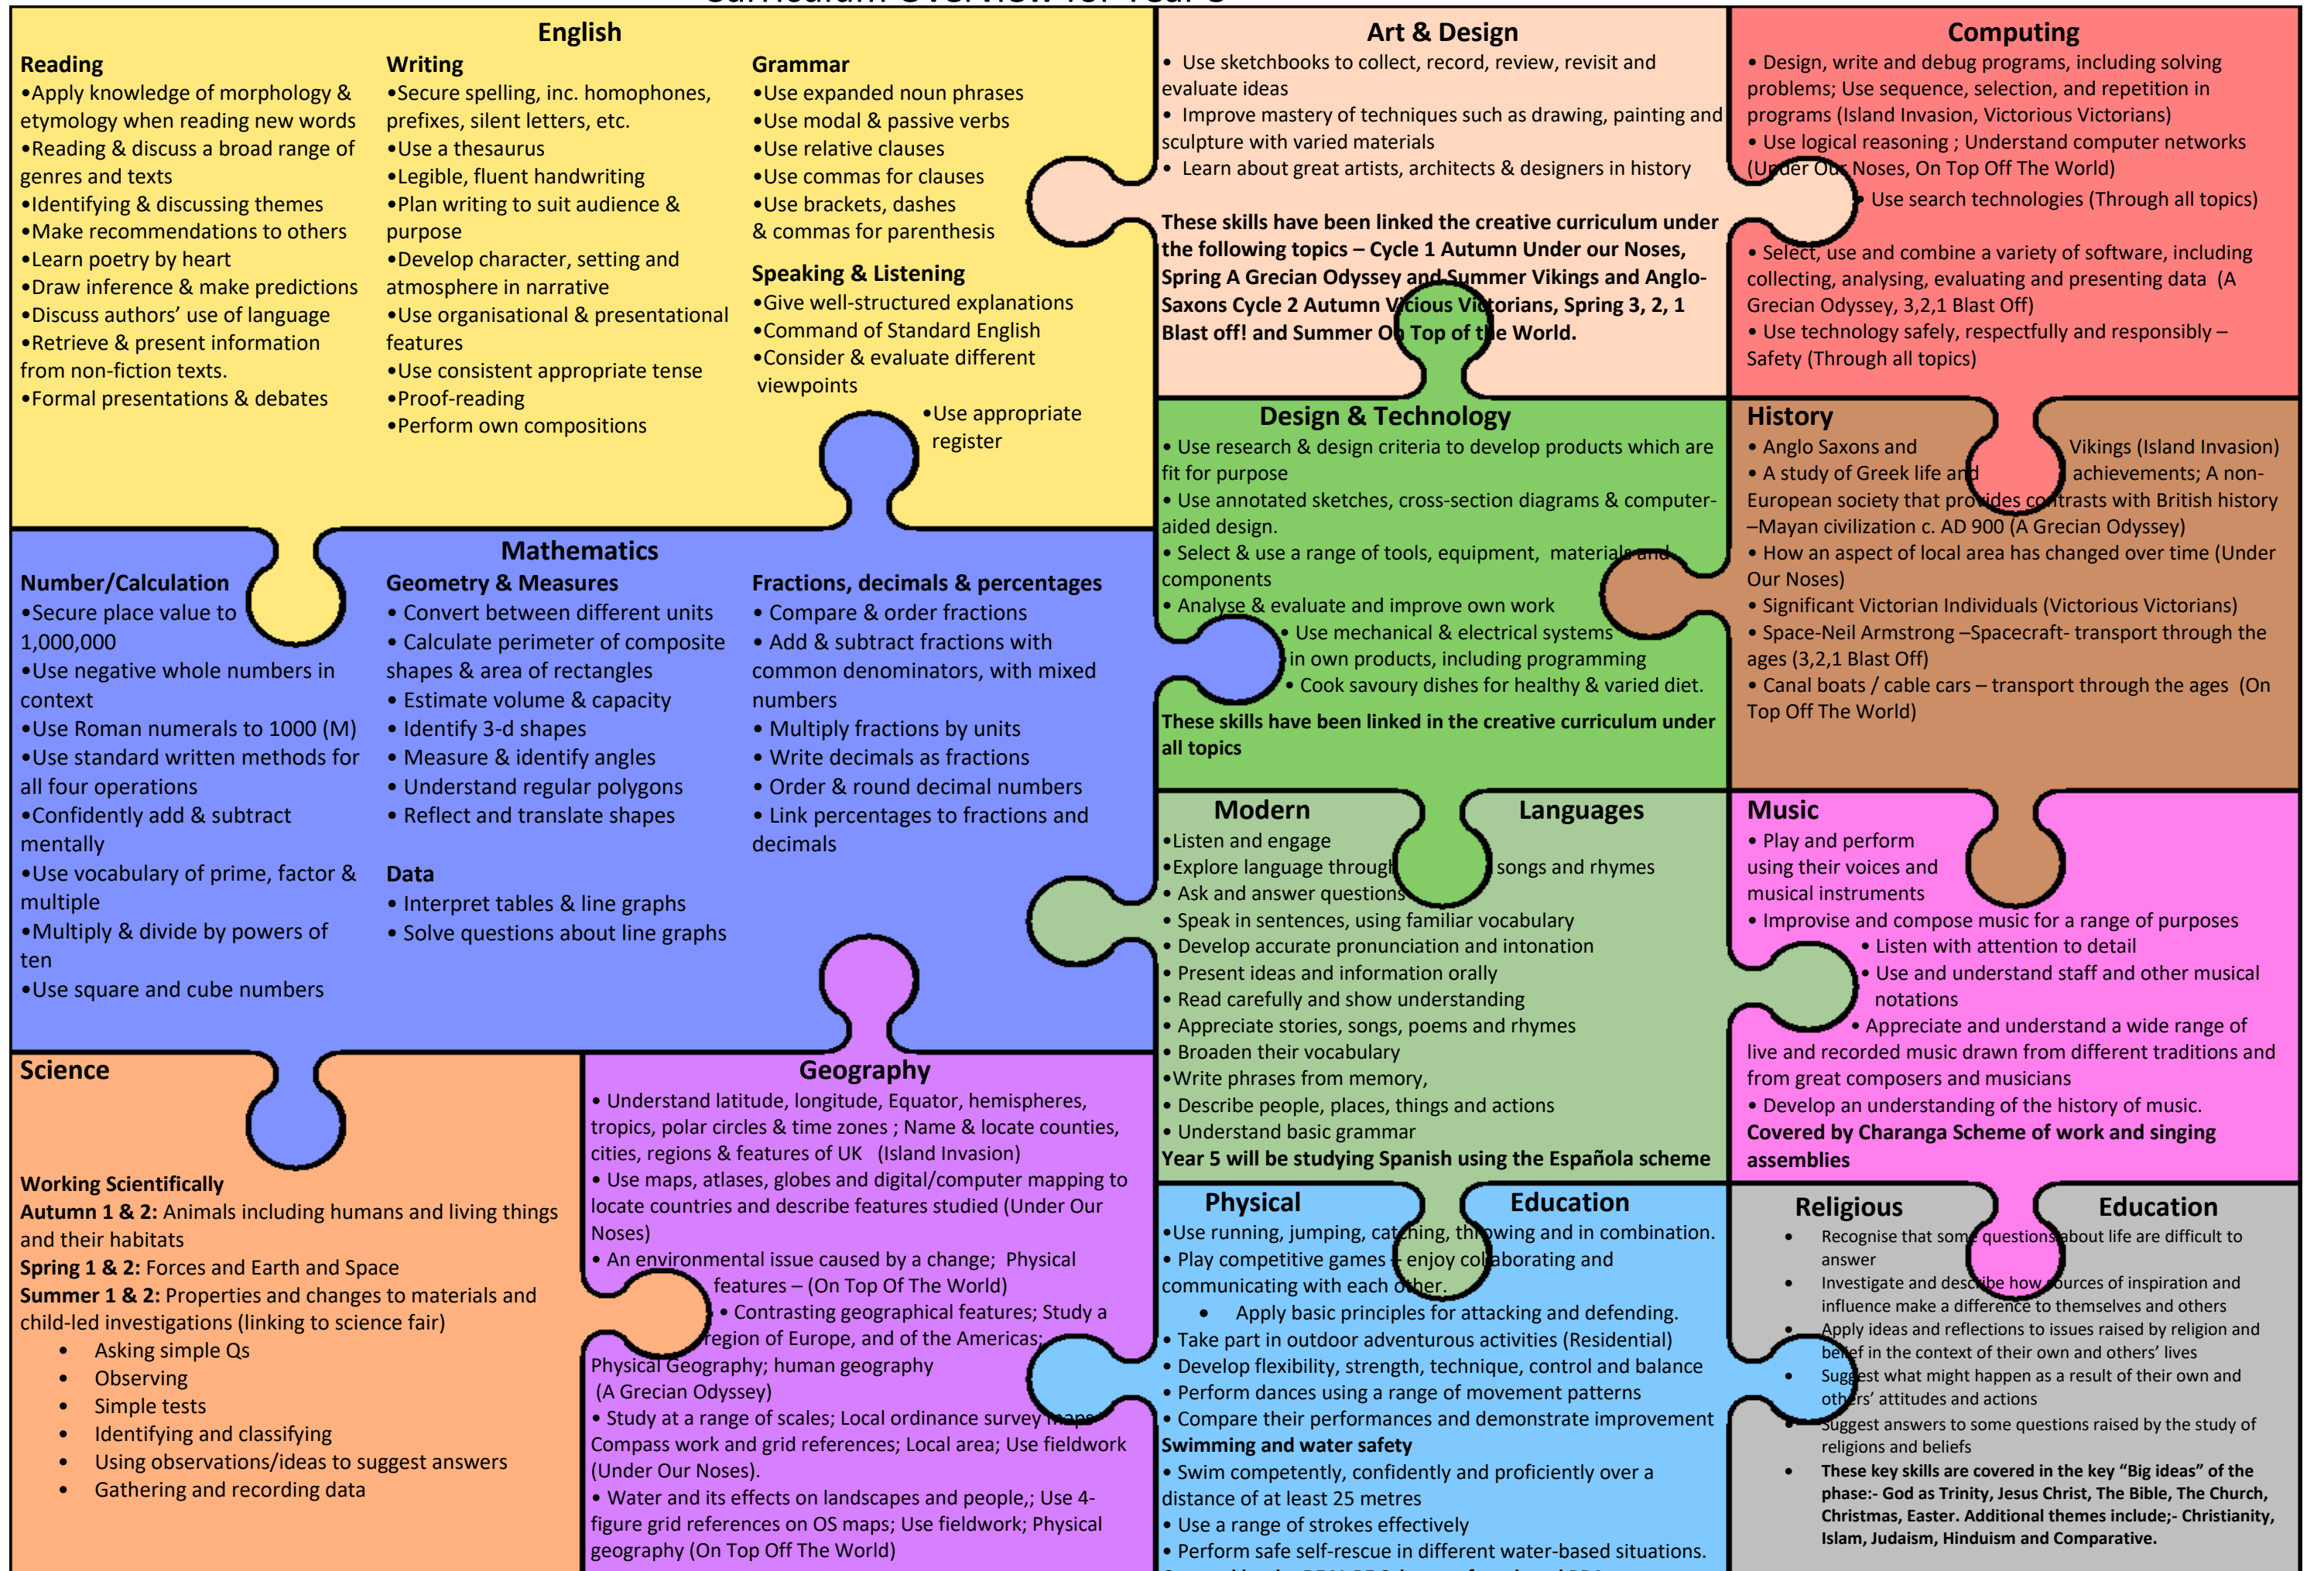 English
Reading
•Apply knowledge of morphology &
etymology when reading new words
•Reading & discuss a broad range of
genres and texts
•Identifying & discussing themes
•Make recommendations to others
•Learn poetry by heart
•Draw inference & make predictions
•Discuss authors’ use of language
•Retrieve & present information
from non-fiction texts.
•Formal presentations & debates
Writing
•Secure spelling, inc. homophones,
prefixes, silent letters, etc.
•Use a thesaurus
•Legible, fluent handwriting
•Plan writing to suit audience &
purpose
•Develop character, setting and
atmosphere in narrative
•Use organisational & presentational
features
•Use consistent appropriate tense
•Proof-reading
•Perform own compositions
Grammar
•Use expanded noun phrases
•Use modal & passive verbs
•Use relative clauses
•Use commas for clauses
•Use brackets, dashes
& commas for parenthesis
Speaking & Listening
•Give well-structured explanations
•Command of Standard English
•Consider & evaluate different
viewpoints
•Use appropriate
register
Art & Design
• Use sketchbooks to collect, record, review, revisit and
evaluate ideas
• Improve mastery of techniques such as drawing, painting and
sculpture with varied materials
• Learn about great artists, architects & designers in history
These skills have been linked the creative curriculum under
the following topics – Cycle 1 Autumn Under our Noses,
Spring A Grecian Odyssey and Summer Vikings and Anglo-
Saxons Cycle 2 Autumn Vicious Victorians, Spring 3, 2, 1
Blast off! and Summer On Top of the World.
Computing
• Design, write and debug programs, including solving
problems; Use sequence, selection, and repetition in
programs (Island Invasion, Victorious Victorians)
• Use logical reasoning ; Understand computer networks
(Under Our Noses, On Top Off The World)
• Use search technologies (Through all topics)
• Select, use and combine a variety of software, including
collecting, analysing, evaluating and presenting data (A
Grecian Odyssey, 3,2,1 Blast Off)
• Use technology safely, respectfully and responsibly –
Safety (Through all topics)
Mathematics
Number/Calculation
•Secure place value to
1,000,000
•Use negative whole numbers in
context
•Use Roman numerals to 1000 (M)
•Use standard written methods for
all four operations
•Confidently add & subtract
mentally
•Use vocabulary of prime, factor &
multiple
•Multiply & divide by powers of
ten
•Use square and cube numbers
Geometry & Measures
• Convert between different units
• Calculate perimeter of composite
shapes & area of rectangles
• Estimate volume & capacity
• Identify 3-d shapes
• Measure & identify angles
• Understand regular polygons
• Reflect and translate shapes
Data
• Interpret tables & line graphs
• Solve questions about line graphs
Fractions, decimals & percentages
• Compare & order fractions
• Add & subtract fractions with
common denominators, with mixed
numbers
• Multiply fractions by units
• Write decimals as fractions
• Order & round decimal numbers
• Link percentages to fractions and
decimals
Design & Technology
• Use research & design criteria to develop products which are
fit for purpose
• Use annotated sketches, cross-section diagrams & computer-
aided design.
• Select & use a range of tools, equipment, materials and
components
• Analyse & evaluate and improve own work
• Use mechanical & electrical systems
in own products, including programming
• Cook savoury dishes for healthy & varied diet.
These skills have been linked in the creative curriculum under
all topics
History
• Anglo Saxons and Vikings (Island Invasion)
• A study of Greek life and achievements; A non-
European society that provides contrasts with British history
–Mayan civilization c. AD 900 (A Grecian Odyssey)
• How an aspect of local area has changed over time (Under
Our Noses)
• Significant Victorian Individuals (Victorious Victorians)
• Space-Neil Armstrong –Spacecraft- transport through the
ages (3,2,1 Blast Off)
• Canal boats / cable cars – transport through the ages (On
Top Off The World)
Modern Languages
•Listen and engage
•Explore language through songs and rhymes
• Ask and answer questions
• Speak in sentences, using familiar vocabulary
• Develop accurate pronunciation and intonation
• Present ideas and information orally
• Read carefully and show understanding
• Appreciate stories, songs, poems and rhymes
• Broaden their vocabulary
•Write phrases from memory,
• Describe people, places, things and actions
• Understand basic grammar
Year 5 will be studying Spanish using the Española scheme
Music
• Play and perform
using their voices and
musical instruments
• Improvise and compose music for a range of purposes
• Listen with attention to detail
• Use and understand staff and other musical
notations
• Appreciate and understand a wide range of
live and recorded music drawn from different traditions and
from great composers and musicians
• Develop an understanding of the history of music.
Covered by Charanga Scheme of work and singing
assemblies
Science
Working Scientifically
Autumn 1 & 2: Animals including humans and living things
and their habitats
Spring 1 & 2: Forces and Earth and Space
Summer 1 & 2: Properties and changes to materials and
child-led investigations (linking to science fair)
• Asking simple Qs
• Observing
• Simple tests
• Identifying and classifying
• Using observations/ideas to suggest answers
• Gathering and recording data
Geography
• Understand latitude, longitude, Equator, hemispheres,
tropics, polar circles & time zones ; Name & locate counties,
cities, regions & features of UK (Island Invasion)
• Use maps, atlases, globes and digital/computer mapping to
locate countries and describe features studied (Under Our
Noses)
• An environmental issue caused by a change; Physical
features – (On Top Of The World)
• Contrasting geographical features; Study a
region of Europe, and of the Americas;
Physical Geography; human geography
(A Grecian Odyssey)
• Study at a range of scales; Local ordinance survey maps
Compass work and grid references; Local area; Use fieldwork
(Under Our Noses).
• Water and its effects on landscapes and people,; Use 4-
figure grid references on OS maps; Use fieldwork; Physical
geography (On Top Off The World)
Physical Education
•Use running, jumping, catching, throwing and in combination.
• Play competitive games – enjoy collaborating and
communicating with each other.
• Apply basic principles for attacking and defending.
• Take part in outdoor adventurous activities (Residential)
• Develop flexibility, strength, technique, control and balance
• Perform dances using a range of movement patterns
• Compare their performances and demonstrate improvement
Swimming and water safety
• Swim competently, confidently and proficiently over a
distance of at least 25 metres
• Use a range of strokes effectively
• Perform safe self-rescue in different water-based situations.
Religious Education
• Recognise that some questions about life are difficult to
answer
• Investigate and describe how sources of inspiration and
influence make a difference to themselves and others
• Apply ideas and reflections to issues raised by religion and
belief in the context of their own and others’ lives
• Suggest what might happen as a result of their own and
others’ attitudes and actions
• Suggest answers to some questions raised by the study of
religions and beliefs
• These key skills are covered in the key “Big ideas” of the
phase:- God as Trinity, Jesus Christ, The Bible, The Church,
Christmas, Easter. Additional themes include;- Christianity,
Islam, Judaism, Hinduism and Comparative.